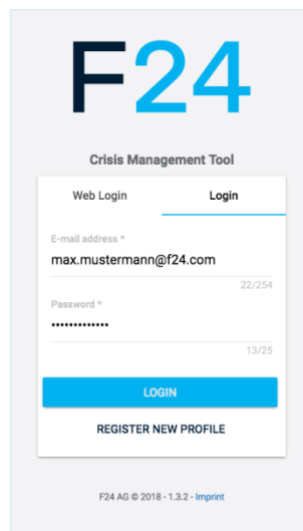 F24
Crisis Management Tool
Web Login Login
E-mail address *
max.mustermann@f24.com
22/254
Password *
•••••••••••••
13/25
LOGIN
REGISTER NEW PROFILE
F24 AG © 2018 - 1.3.2 - Imprint